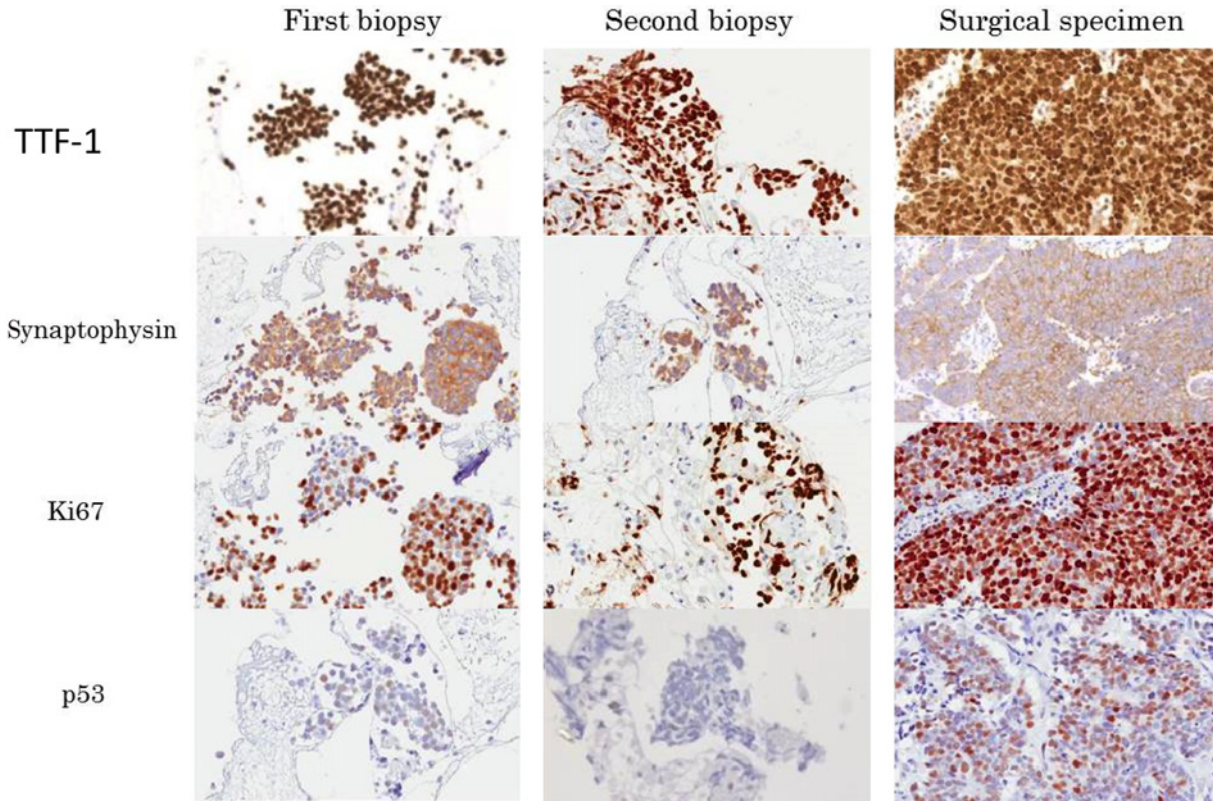 First biopsy Second biopsy Surgical specimen
TTF-1
Synaptophysin
Ki67
p53